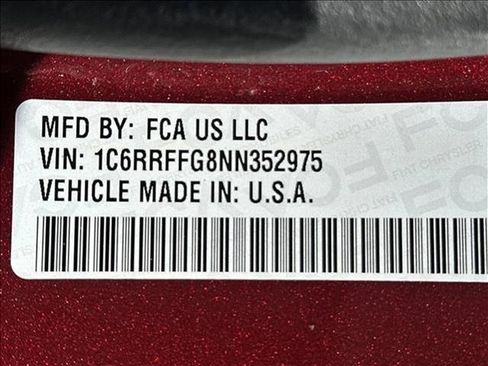 MFD BY: FCA US LLC
VIN: 1C6RRFFG8NN352975
VEHICLE MADE IN: U.S.A.